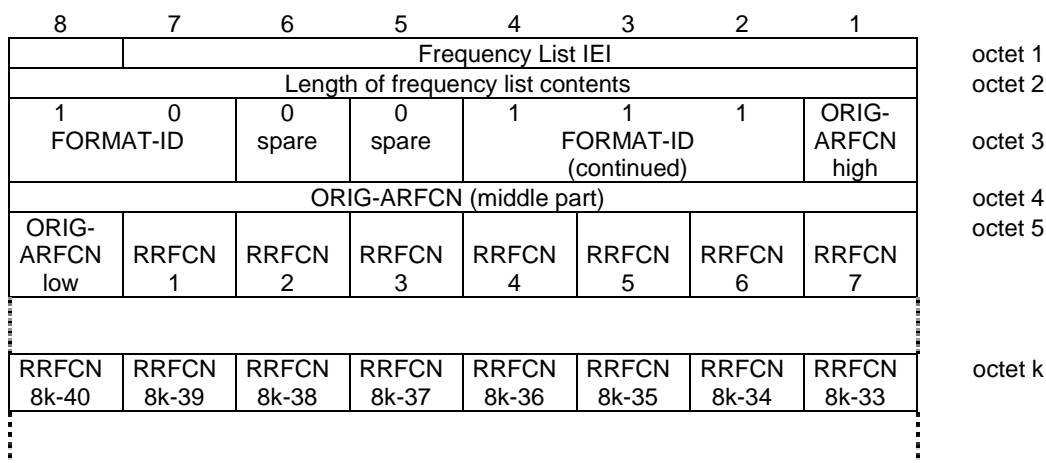 8 7 6 5 4 3 2 1
Frequency List IEI octet 1
Length of frequency list contents octet 2
1 0 0 0 1 1 1 ORIG-
FORMAT-ID spare spare FORMAT-ID ARFCN octet 3
(continued) high
ORIG-ARFCN (middle part) octet 4
ORIG- octet 5
ARFCN RRFCN RRFCN RRFCN RRFCN RRFCN RRFCN RRFCN
low 1 2 3 4 5 6 7
RRFCN RRFCN RRFCN RRFCN RRFCN RRFCN RRFCN RRFCN octet k
8k-40 8k-39 8k-38 8k-37 8k-36 8k-35 8k-34 8k-33